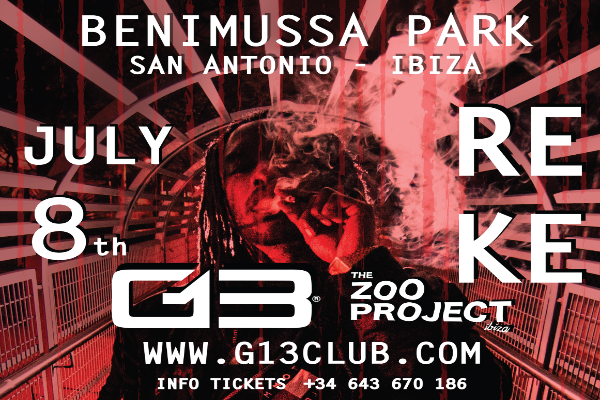 BENIMUSSA PARK
SAN ANTONIO - IBIZA
JULY
8th
RE
KE
G13®
THE
ZOO
PROJECT
ibiza
WWW.G13CLUB.COM
INFO TICKETS +34 643 670 186